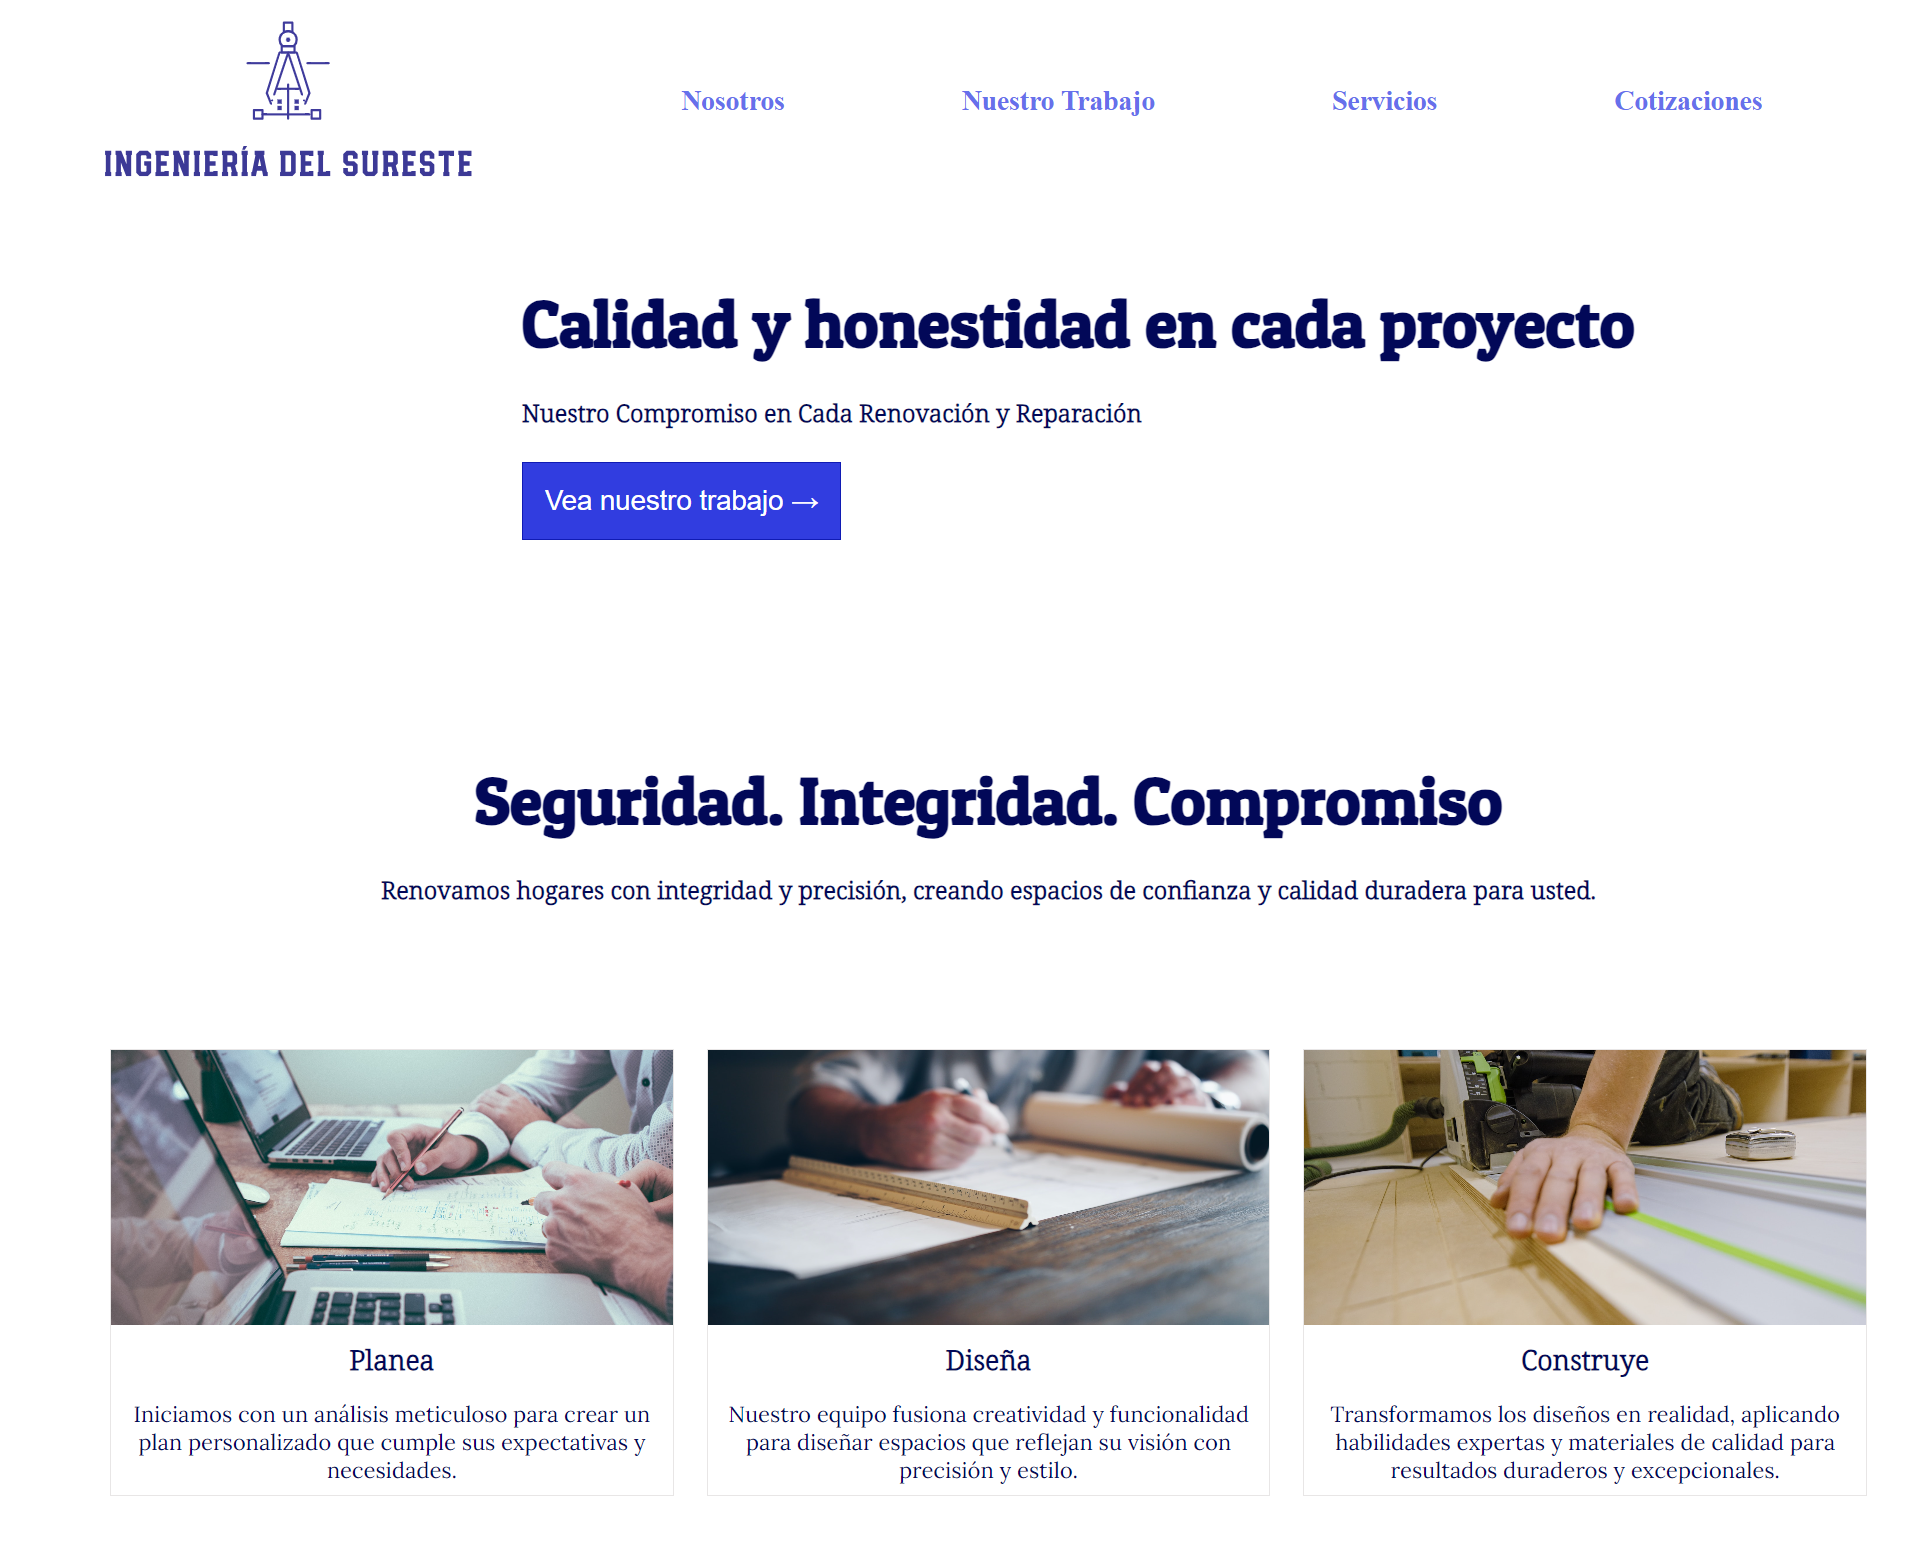 INGENIERÍA DEL SURESTE
Nosotros
Nuestro Trabajo
Servicios
Cotizaciones
Calidad y honestidad en cada proyecto
Nuestro Compromiso en Cada Renovación y Reparación
Vea nuestro trabajo →
Seguridad. Integridad. Compromiso
Renovamos hogares con integridad y precisión, creando espacios de confianza y calidad duradera para usted.
Planea
Iniciamos con un análisis meticuloso para crear un
plan personalizado que cumple sus expectativas y
necesidades.
Diseña
Nuestro equipo fusiona creatividad y funcionalidad
para diseñar espacios que reflejan su visión con
precisión y estilo.
Construye
Transformamos los diseños en realidad, aplicando
habilidades expertas y materiales de calidad para
resultados duraderos y excepcionales.